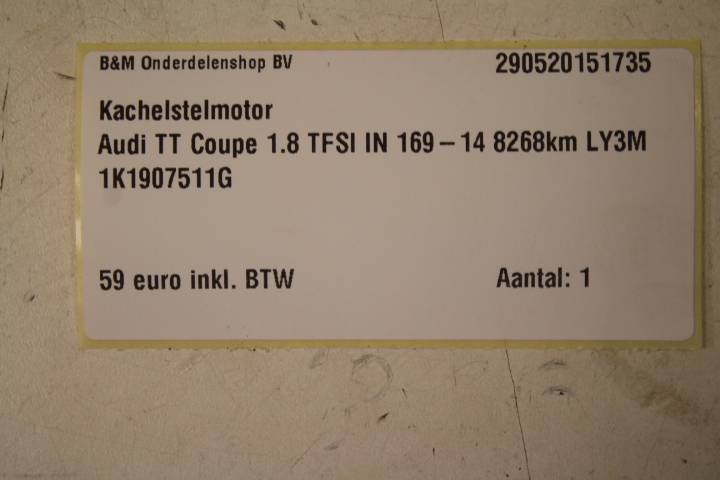 B&M Onderdelenshop BV 290520151735
Kachelstelmotor
Audi TT Coupe 1.8 TFSI IN 169 – 14 8268km LY3M
1K1907511G
59 euro inkl. BTW Aantal: 1